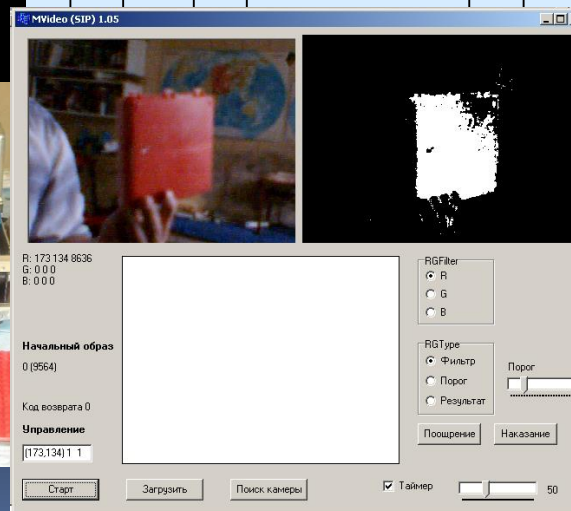 MVideo (SIP) 1.05
R: 173 134 8636
G: 0 0 0
B: 0 0 0
Начальный образ
0 (9564)
Код возврата 0
Управление
(173,134) 1 1
RGFilter
R
G
B
RGType
Фильтр
Порог
Результат
Порог
Поощрение
Наказание
Старт
Загрузить
Поиск камеры
Таймер
50